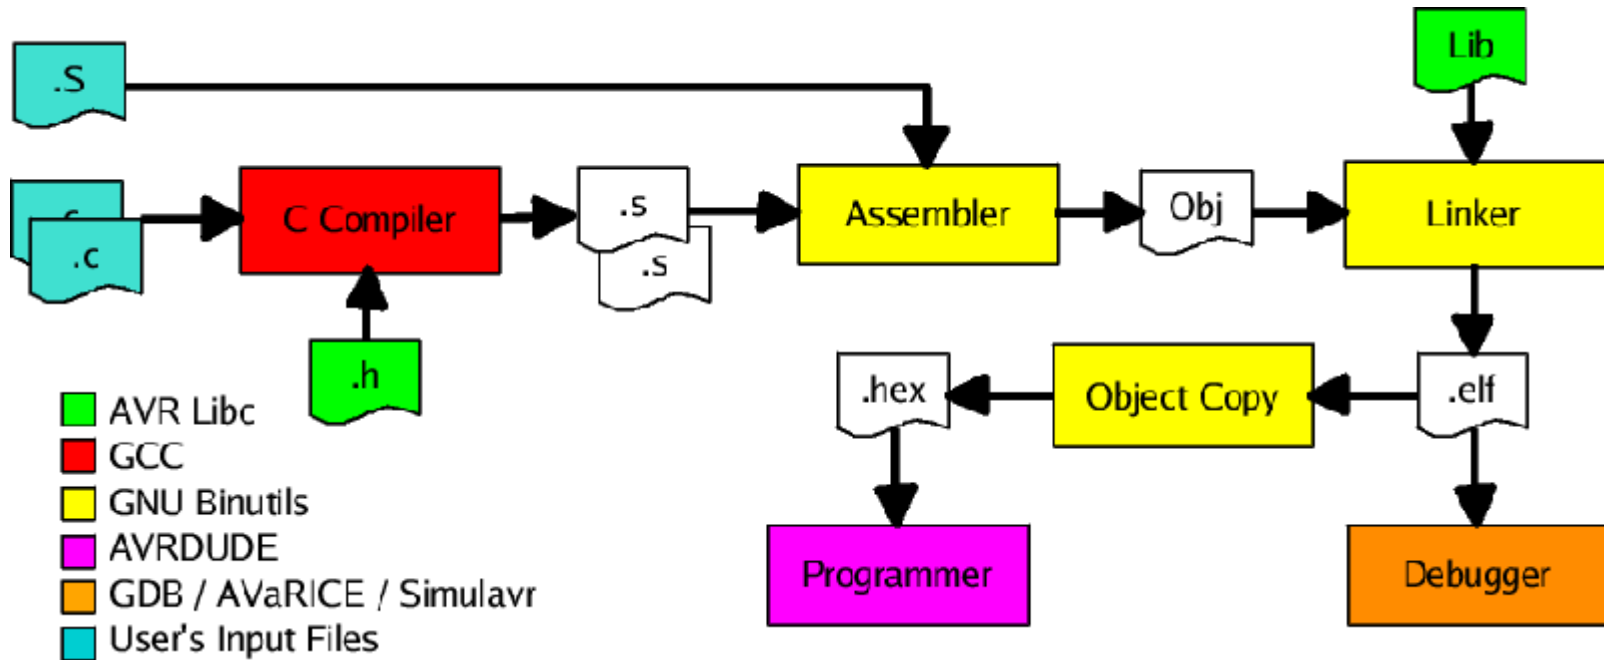 .S
Lib
.c
C Compiler
.s
.s
Assembler
Obj
Linker
.h
.hex
Object Copy
.elf
Programmer
Debugger
AVR Libc
GCC
GNU Binutils
AVRDUDE
GDB / AVaRICE / Simulavr
User's Input Files